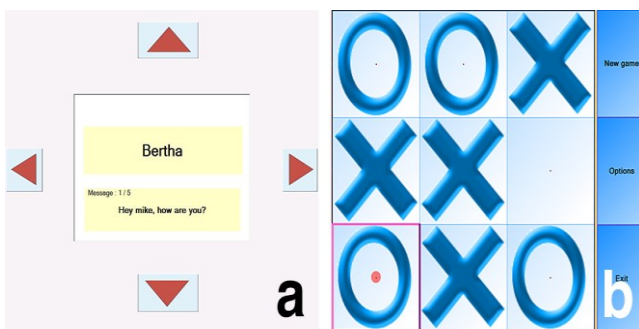 Bertha
Message : 1 / 5
Hey mike, how are you?
a
New game
Options
Exit
b